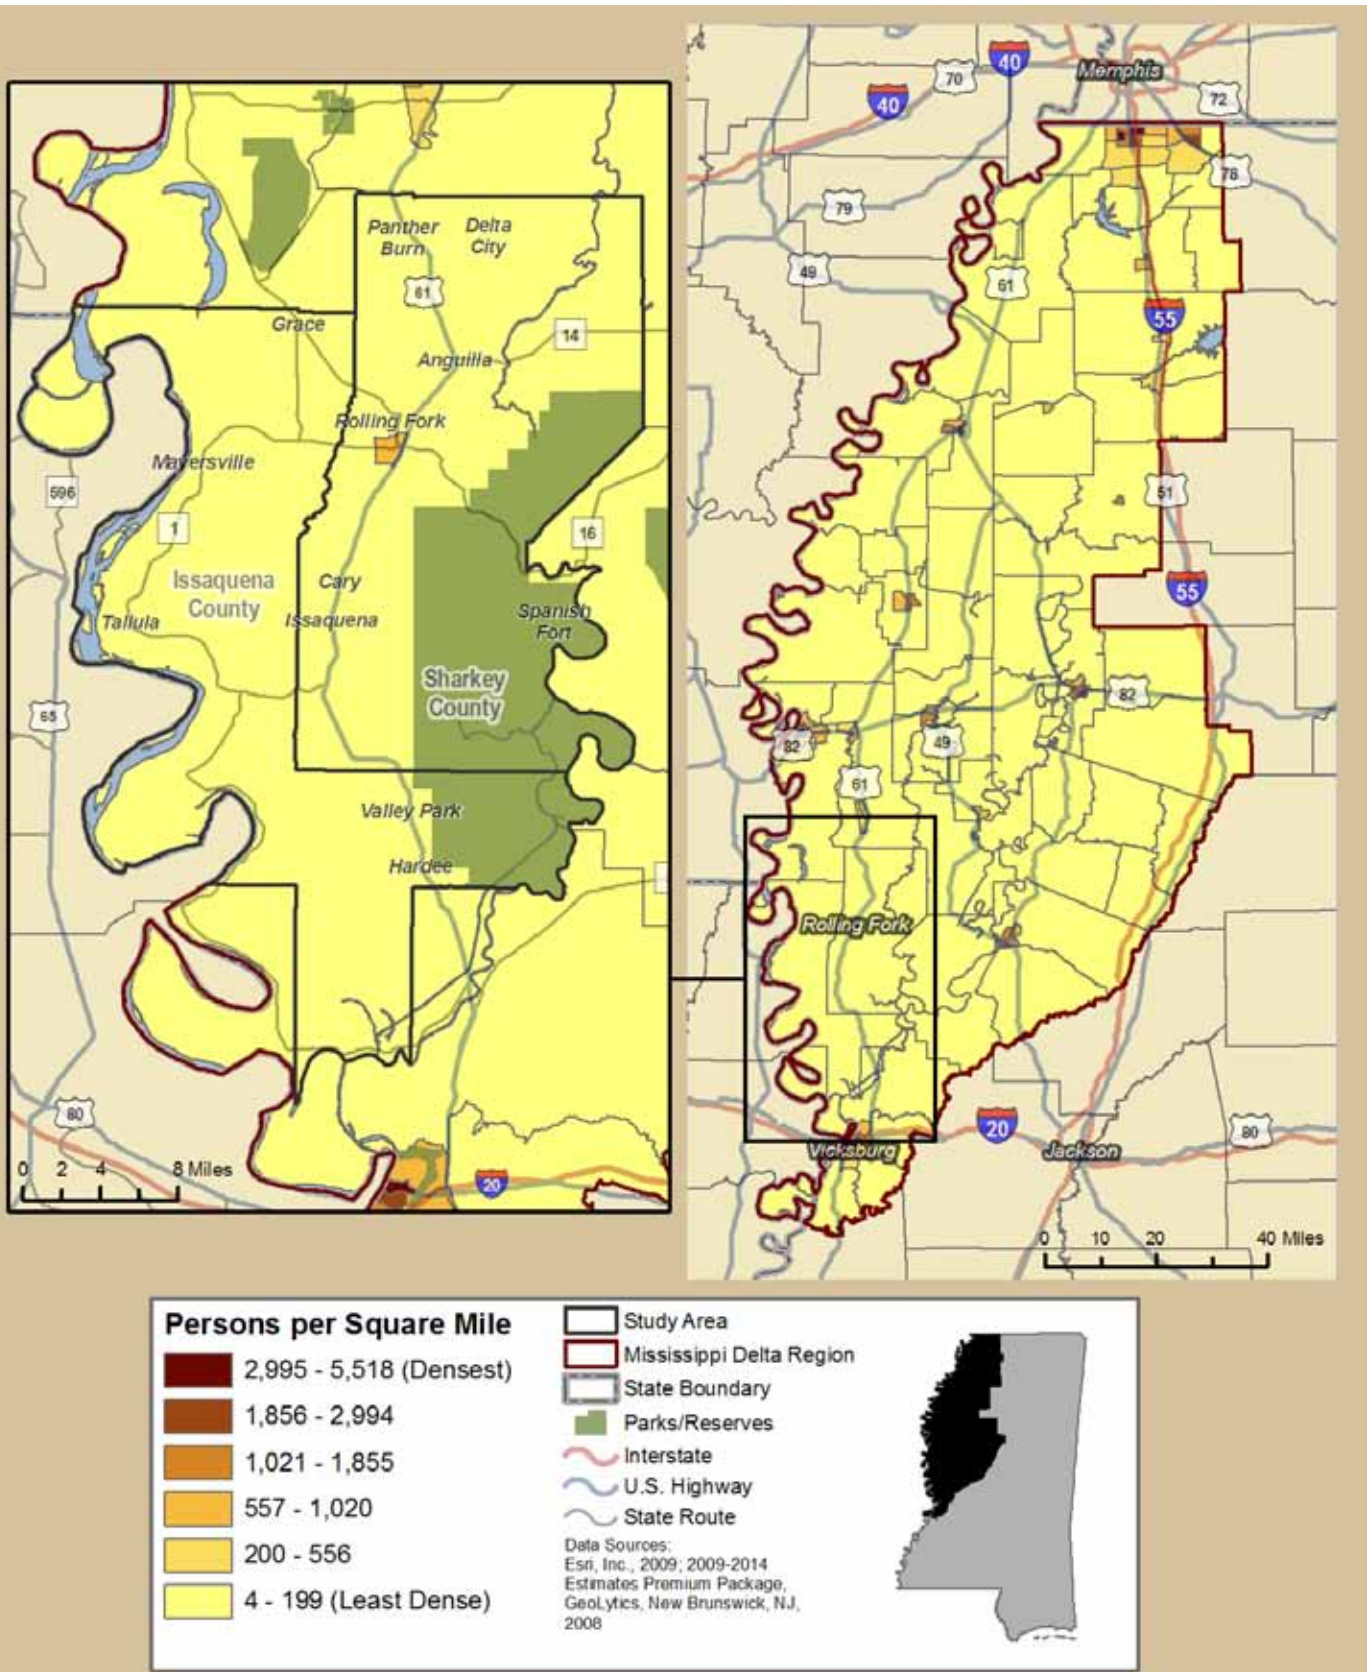 Panther
Burn
Delta
City
61
Grace
14
Anguilla
Rolling Fork
Mayersville
596
1
16
Issaquena
County
Cary
Issaquena
Tallula
Spanish
Fort
Sharkey
County
65
Valley Park
Hardee
80
0 2 4 8 Miles
20
40
Memphis
70
40
72
78
79
49
61
55
51
55
82
82
49
61
Rolling Fork
20
80
Vicksburg
Jackson
0 10 20 40 Miles
Persons per Square Mile
2,995 - 5,518 (Densest)
1,856 - 2,994
1,021 - 1,855
557 - 1,020
200 - 556
4 - 199 (Least Dense)
Study Area
Mississippi Delta Region
State Boundary
Parks/Reserves
Interstate
U.S. Highway
State Route
Data Sources:
Esri, Inc., 2009; 2009-2014
Estimates Premium Package,
GeoLytics, New Brunswick, NJ,
2008